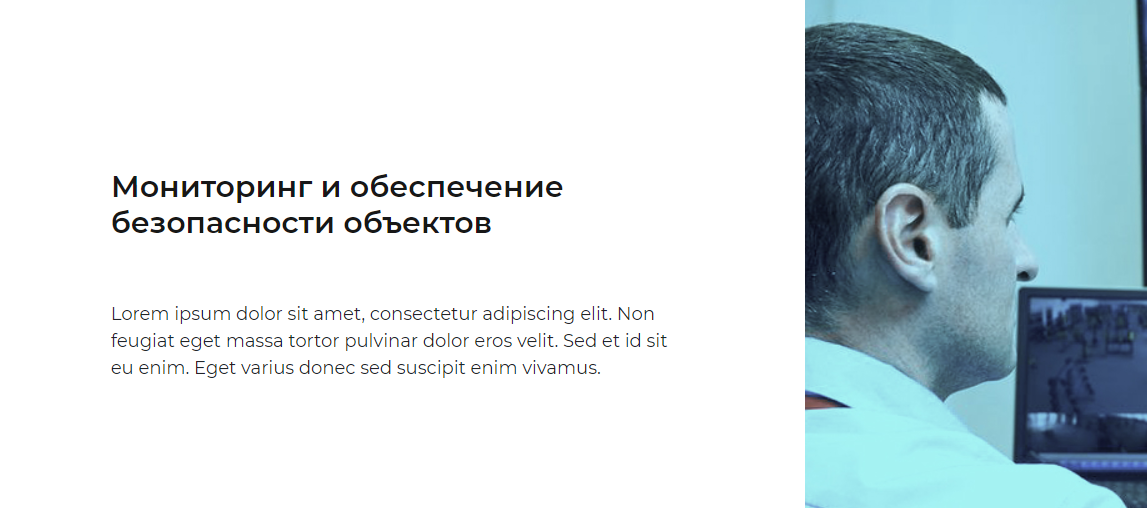 Мониторинг и обеспечение
безопасности объектов
Lorem ipsum dolor sit amet, consectetur adipiscing elit. Non
feugiat eget massa tortor pulvinar dolor eros velit. Sed et id sit
eu enim. Eget varius donec sed suscipit enim vivamus.